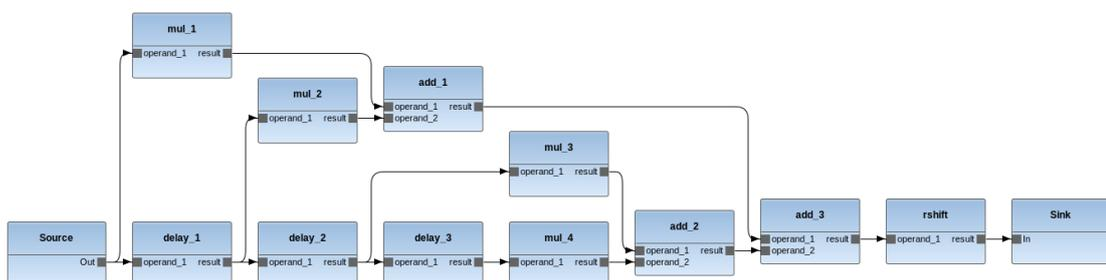 mul_1
operand_1 result
mul_2
operand_1 result
add_1
operand_1 result
operand_2
mul_3
operand_1 result
Source
Out
delay_1
operand_1 result
delay_2
operand_1 result
delay_3
operand_1 result
mul_4
operand_1 result
add_2
operand_1 result
operand_2
add_3
operand_1 result
operand_2
rshift
operand_1 result
Sink
In